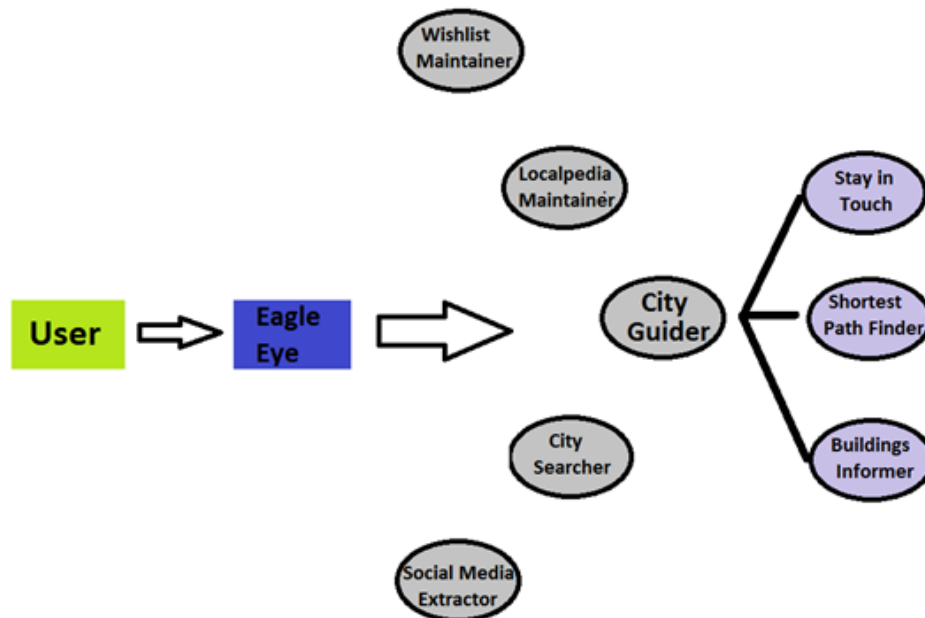 Wishlist
Maintainer
Localpedia
Maintainer
Stay in
Touch
User
Eagle
Eye
City
Guider
Shortest
Path Finder
City
Searcher
Buildings
Informer
Social Media
Extractor